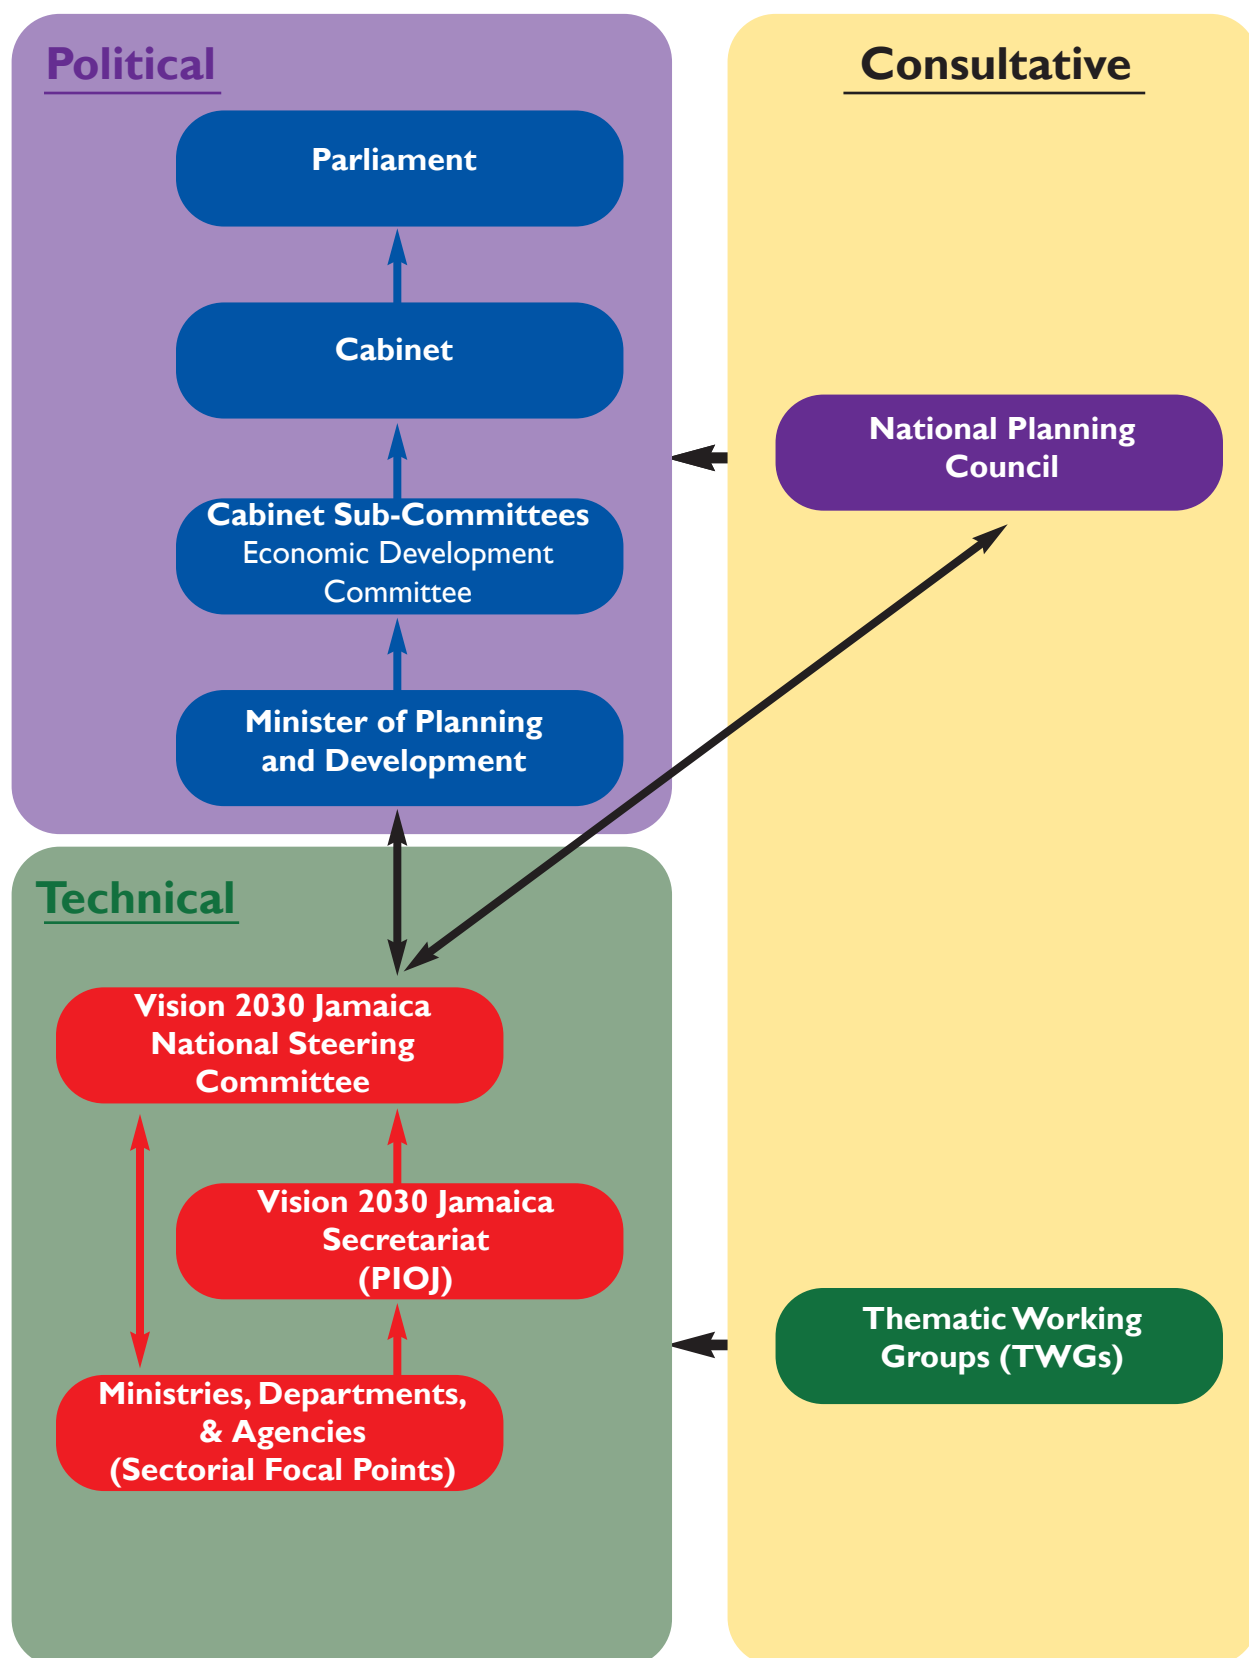 Political
Parliament
Cabinet
Cabinet Sub-Committees
Economic Development
Committee
Minister of Planning
and Development
Technical
Vision 2030 Jamaica
National Steering
Committee
Vision 2030 Jamaica
Secretariat
(PIOJ)
Ministries, Departments,
& Agencies
(Sectorial Focal Points)
Consultative
National Planning
Council
Thematic Working
Groups (TWGs)